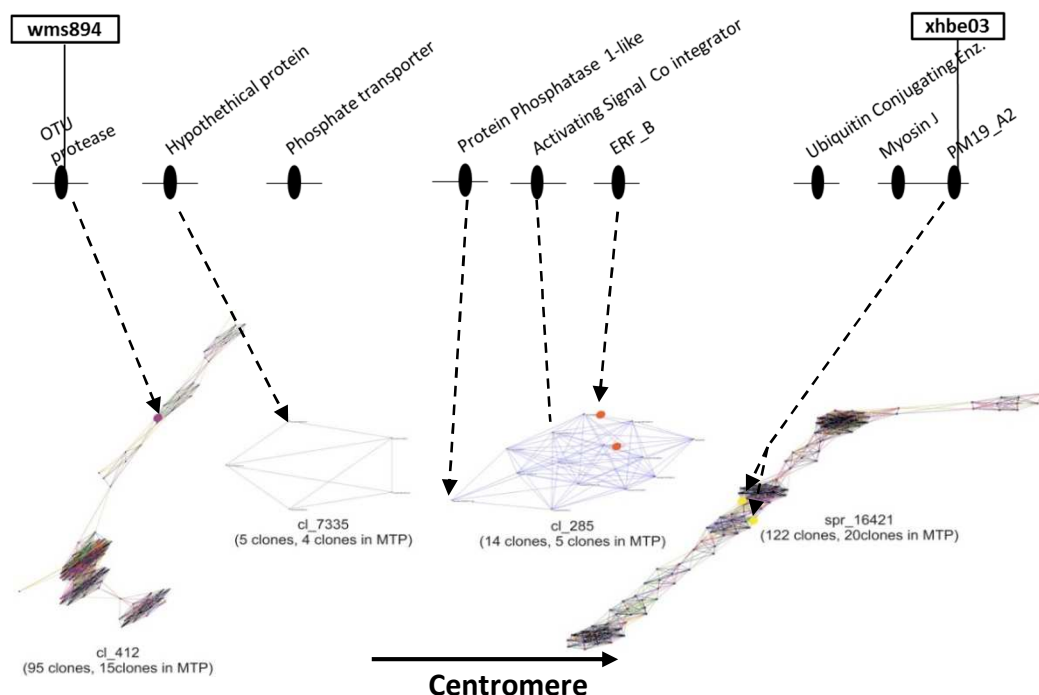 wms894
xhbe03
OTU
protease
Hypothethical protein
Phosphate transporter
Protein Phosphatase 1-like
Activating Signal Co integrator
ERF_B
Ubiquitin Conjugating Enz.
Myosin J
PM19_A2
cl_7335
(5 clones, 4 clones in MTP)
cl_285
(14 clones, 5 clones in MTP)
spr_16421
(122 clones, 20clones in MTP)
cl_412
(95 clones, 15clones in MTP)
Centromere